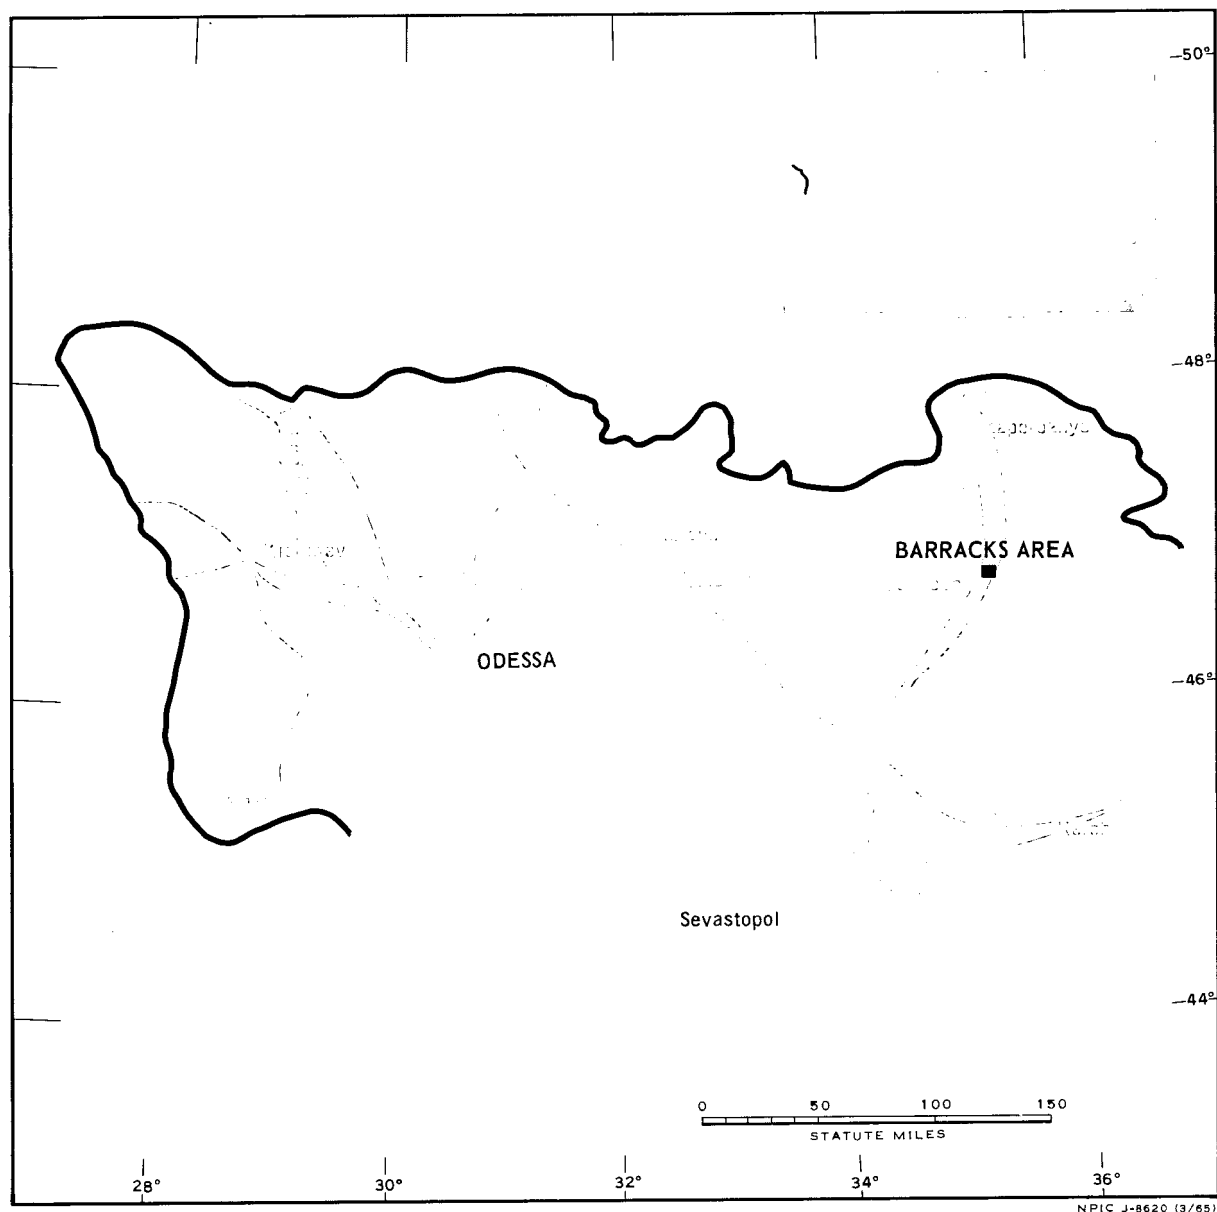 50°
48°
BARRACKS AREA
ODESSA
46°
Sevastopol
44°
0 50 100 150
STATUTE MILES
28° 30° 32° 34° 36°
NPIC J-8620 (3/65)